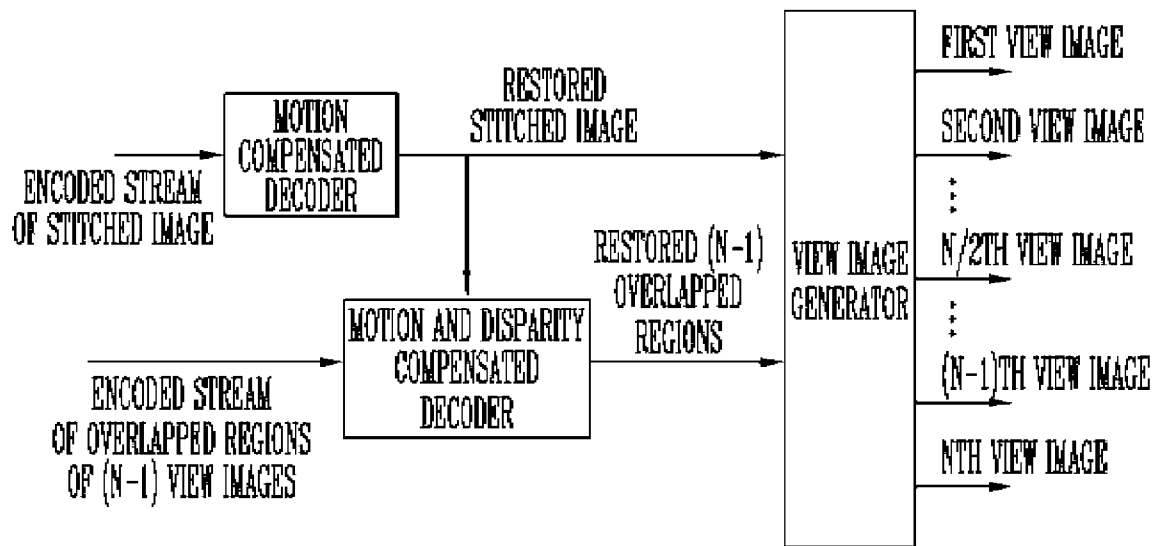 FIRST VIEW IMAGE
RESTORED
STITCHED IMAGE
MOTION
COMPENSATED
DECODER
SECOND VIEW IMAGE
ENCODED STREAM
OF STITCHED IMAGE
RESTORED (N-1)
OVERLAPPED
REGIONS
VIEW IMAGE
GENERATOR
N/2TH VIEW IMAGE
MOTION AND DISPARITY
COMPENSATED
DECODER
(N-1)TH VIEW IMAGE
ENCODED STREAM
OF OVERLAPPED REGIONS
OF (N-1) VIEW IMAGES
NTH VIEW IMAGE